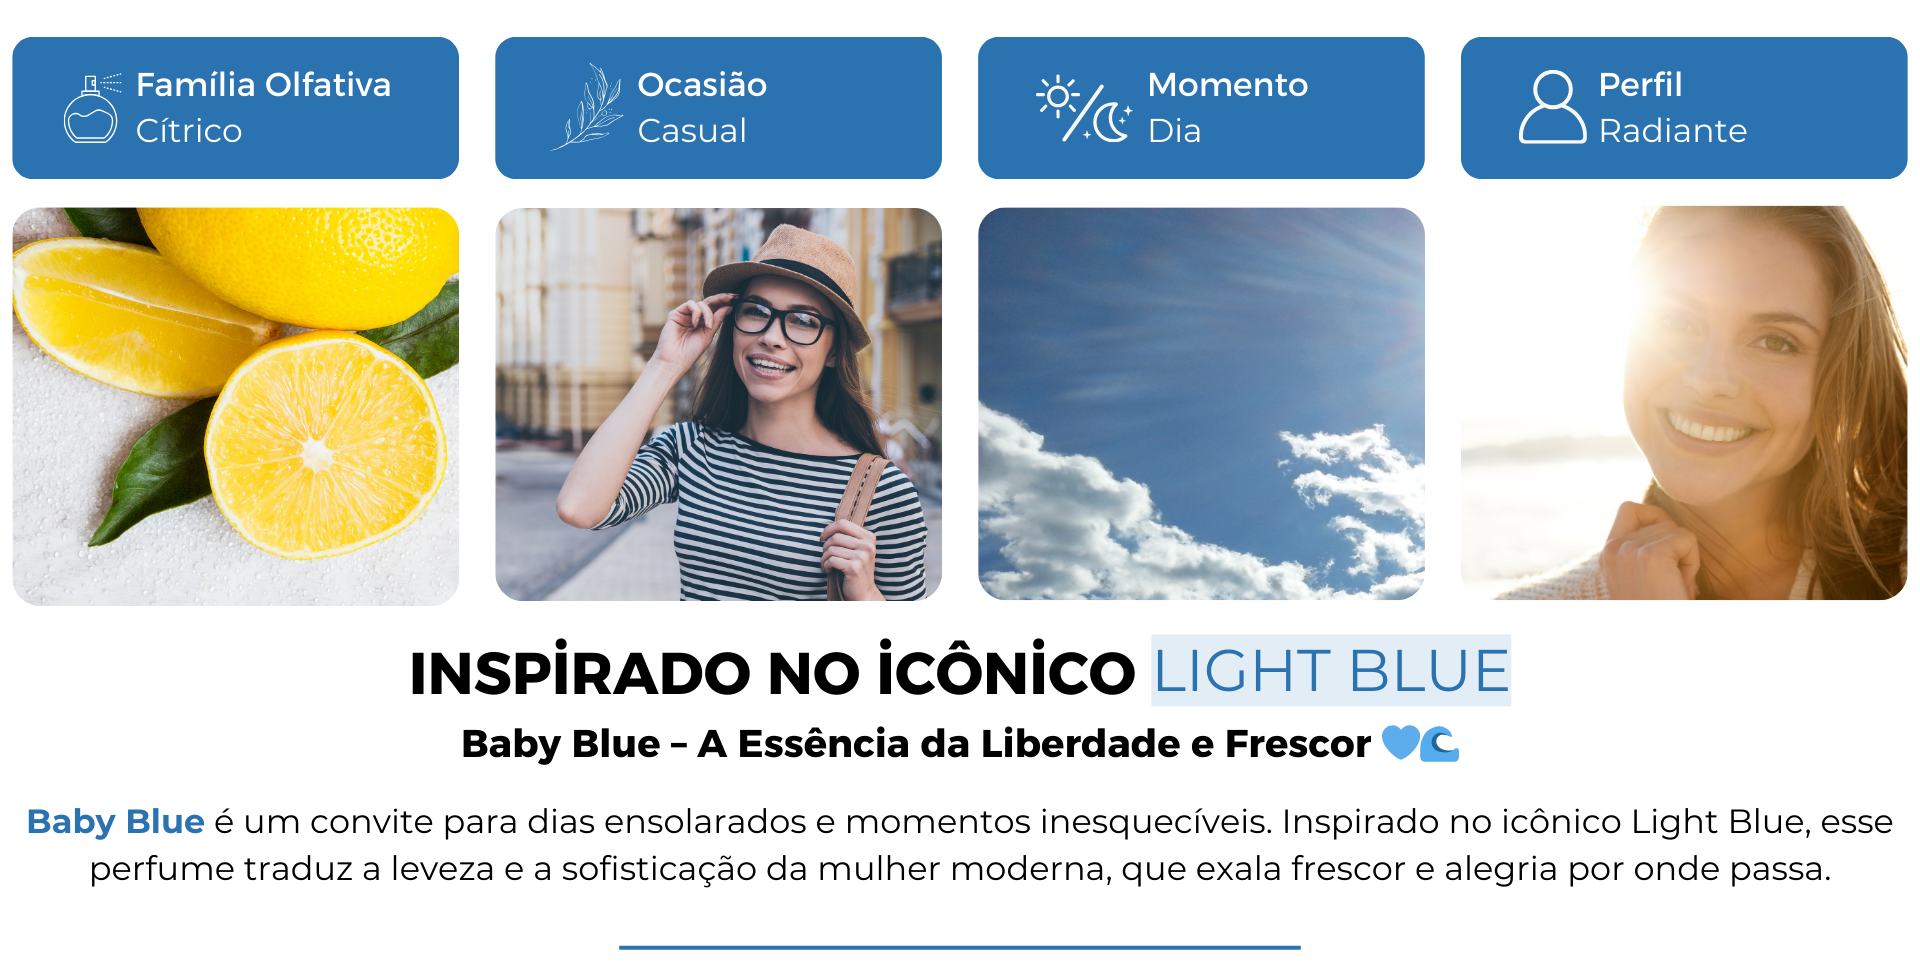 Família Olfativa
Cítrico
Ocasião
Casual
Momento
Dia
Perfil
Radiante
INSPİRADO NO İCÔNİCO LIGHT BLUE
Baby Blue – A Essência da Liberdade e Frescor 🩵🌊
Baby Blue é um convite para dias ensolarados e momentos inesquecíveis. Inspirado no icônico Light Blue, esse
perfume traduz a leveza e a sofisticação da mulher moderna, que exala frescor e alegria por onde passa.